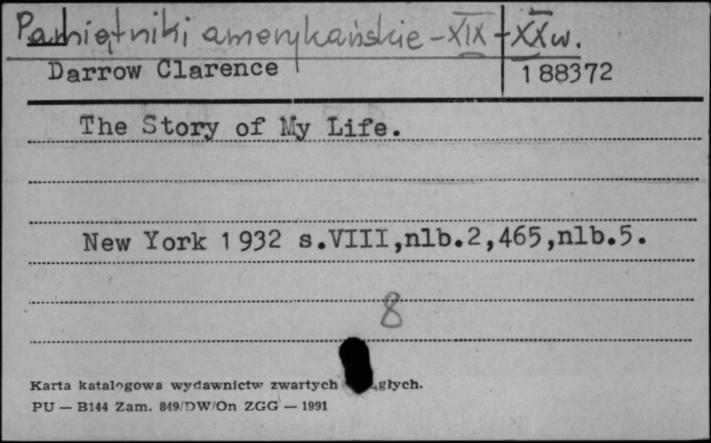 Pamiętniki amerykańskie - XIX - XX w.
Darrow Clarence 188372
The Story of My Life.
New York 1932 s.VIII,nlb.2,465,nlb.5.
8
Karta katalogowa wydawnictw zwartych głych.
PU — B144 Zam. 849/DW/On ZGG — 1991